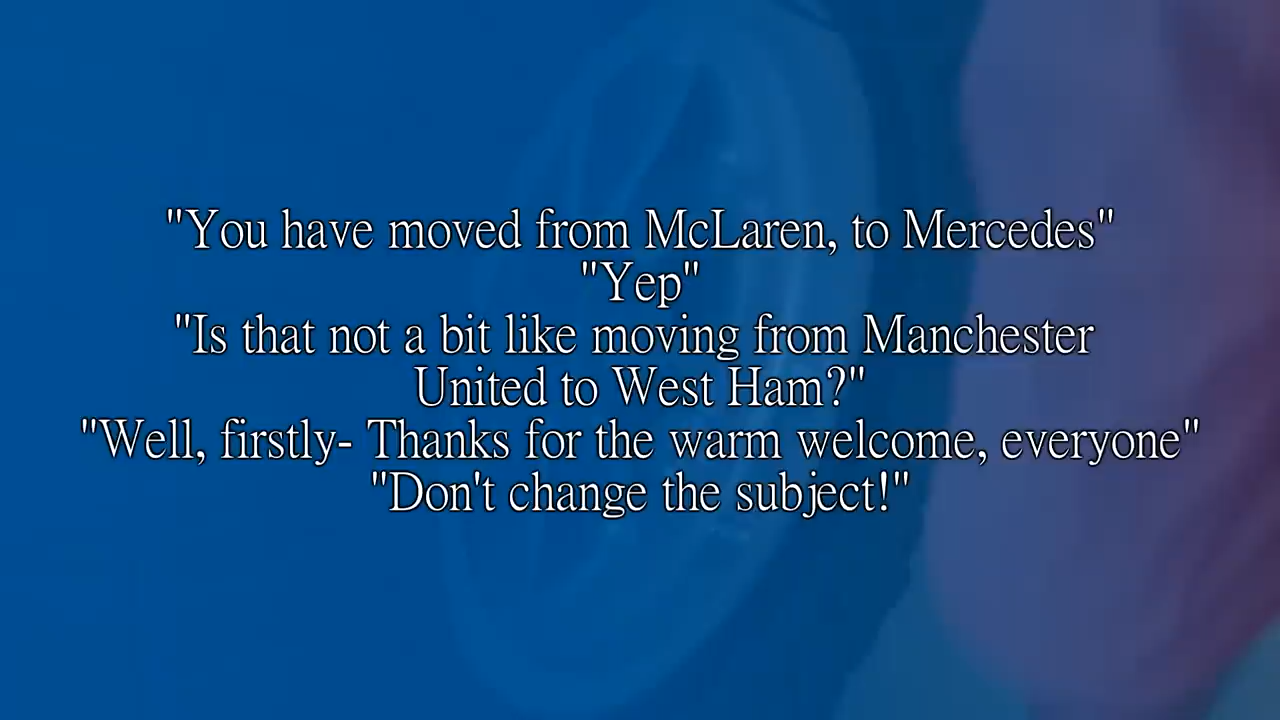 "You have moved from McLaren, to Mercedes"
"Yep"
"Is that not a bit like moving from Manchester
United to West Ham?"
"Well, firstly- Thanks for the warm welcome, everyone"
"Don't change the subject!"